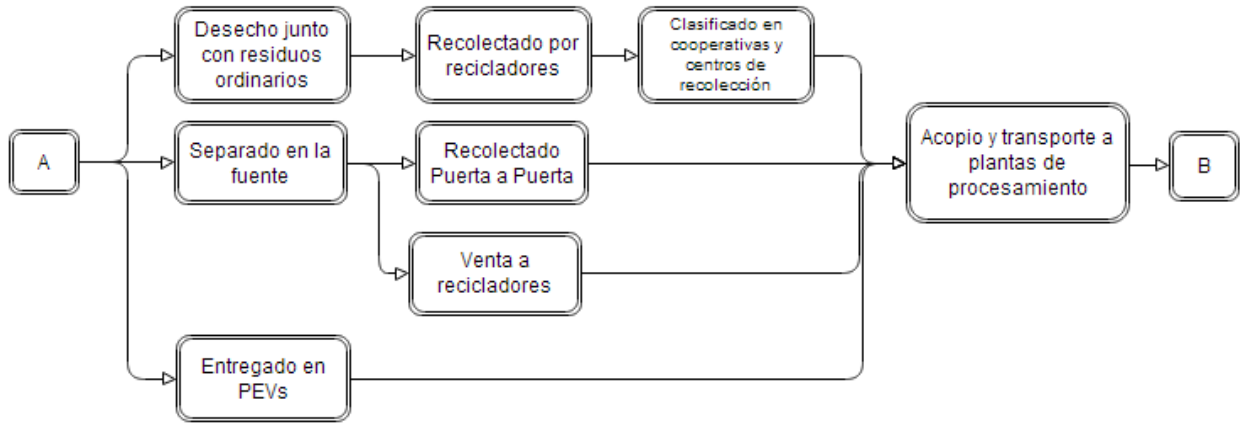 Desecho junto
con residuos
ordinarios
Recolectado por
recicladores
Clasificado en
cooperativas y
centros de
recolección
A
Separado en la
fuente
Recolectado
Puerta a Puerta
Acopio y transporte a
plantas de
procesamiento
B
Venta a
recicladores
Entregado en
PEVs